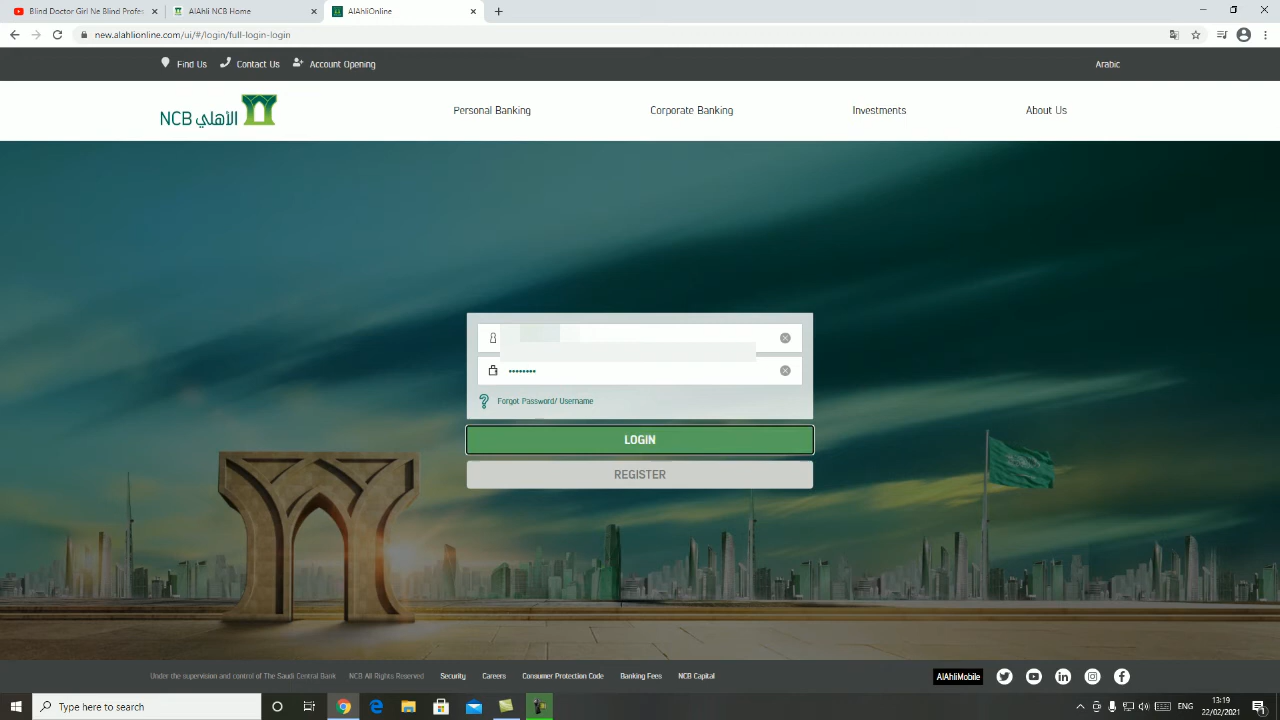 Blind Doctor Girl Ne Blind Profes
AlAhli NCB Home
AlAhliOnline
new.alahlionline.com/ui/#/login/full-login-login
Find Us
Contact Us
Account Opening
Arabic
NCB الأهلي
Personal Banking
Corporate Banking
Investments
About Us
••••••••
Forgot Password/ Username
LOGIN
REGISTER
Under the supervision and control of The Saudi Central Bank
NCB All Rights Reserved
Security
Careers
Consumer Protection Code
Banking Fees
NCB Capital
AlAhliMobile
Type here to search
ENG
13:19
22/02/2021
1